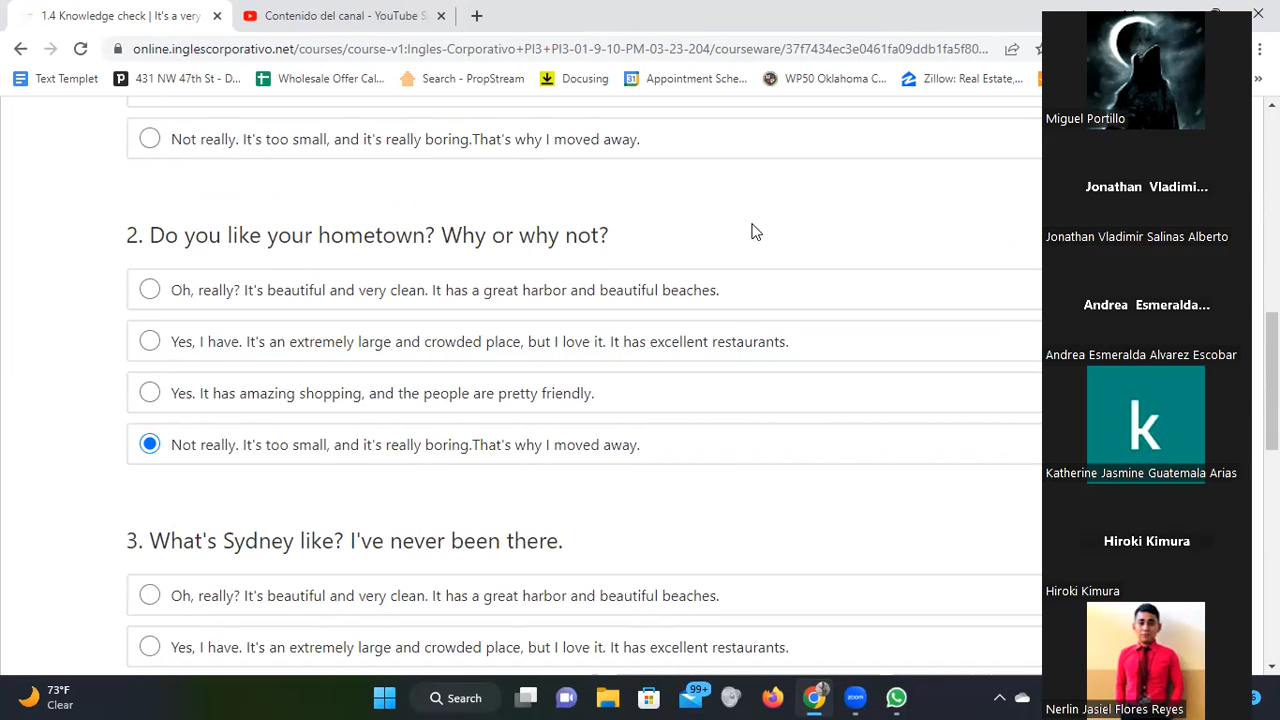 1.4 Knowledge check | It's very
Contenido del canal - YouTube S
online.inglescorporativo.net/courses/course-v1:Ingles-Corporativo+PI3+PI3-01-9-10-PM-03-23-204/courseware/37f7434ec3e0461fa09ddb1fa5f80...
Text Templet
431 NW 47th St - D...
Wholesale Offer Cal...
Search - PropStream
Docusing
Appointment Sche...
WP50 Oklahoma C...
Zillow: Real Estate,...
Not really. It's too small, and it's really boring.That's why I moved away.
2. Do you like your hometown? Why or why not?
Oh, really? It's beautiful and very clean. It has a great harbor and beautiful beaches.
Yes, I have. It's an extremely large and crowded place, but I love it. It has excellent restaurants.
Yes. It has amazing shopping, and the people are pretty friendly.
Not really. It's too small, and it's really boring.That's why I moved away.
3. What's Sydney like? I've never been there.
Oh, really? It's beautiful and very clean. It has a great harbor and beautiful beaches.
Yes, I have. It's an extremely large and crowded place, but I love it. It has excellent restaurants.
Miguel Portillo
Jonathan Vladimi...
Jonathan Vladimir Salinas Alberto
Andrea Esmeralda...
Andrea Esmeralda Alvarez Escobar
k
Katherine Jasmine Guatemala Arias
Hiroki Kimura
Hiroki Kimura
Nerlin Jasiel Flores Reyes
73°F
Clear
Search
99+
zoom